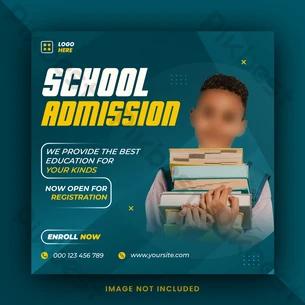 LOGO
HERE
SCHOOL
ADMISSION
WE PROVIDE THE BEST
EDUCATION FOR
YOUR KINDS
NOW OPEN FOR
REGISTRATION
ENROLL NOW
000 123 456 789
www.yoursite.com
IMAGE NOT INCLUDED